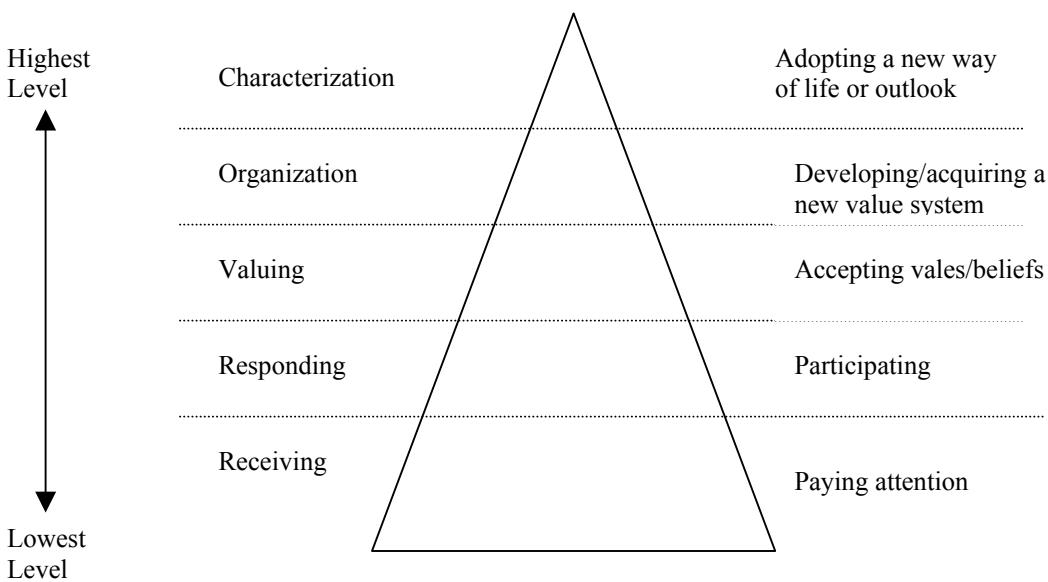 Highest
Level
Characterization
Adopting a new way
of life or outlook
Organization
Developing/acquiring a
new value system
Valuing
Accepting vales/beliefs
Responding
Participating
Receiving
Paying attention
Lowest
Level